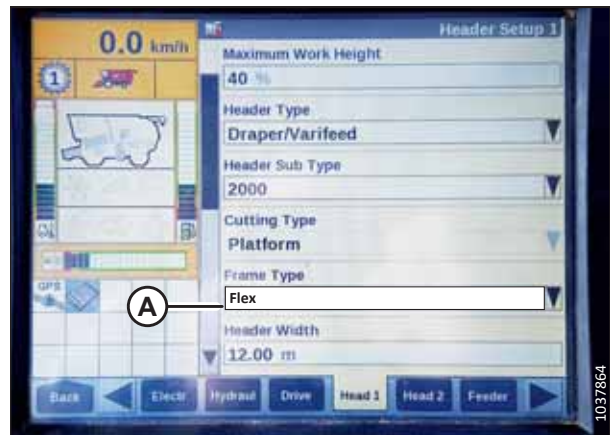 0.0 km/h
Header Setup 1
Maximum Work Height
40 %
1
Header Type
Draper/Varifeed
Header Sub Type
2000
Cutting Type
Platform
Frame Type
A
Flex
GPS
Header Width
12.00 m
Back
Electr
Hydraul
Drive
Head 1
Head 2
Feeder
1037864